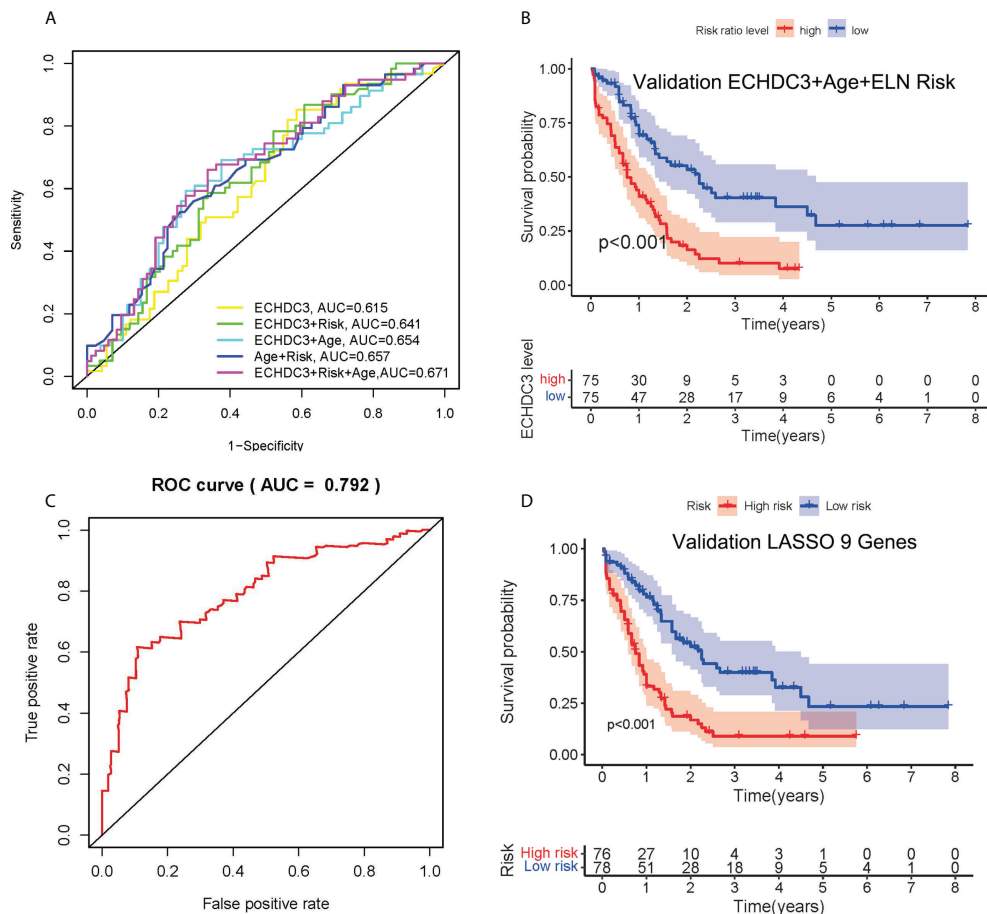 A
1.0
0.8
0.6
0.4
0.2
0.0
Sensitivity
ECHDC3, AUC=0.615
ECHDC3+Risk, AUC=0.641
ECHDC3+Age, AUC=0.654
Age+Risk, AUC=0.657
ECHDC3+Risk+Age,AUC=0.671
0.0 0.2 0.4 0.6 0.8 1.0
1-Specificity
B
Risk ratio level high low
Validation ECHDC3+Age+ELN Risk
1.00
0.75
0.50
0.25
0.00
Survival probability
p<0.001
0 1 2 3 4 5 6 7 8
Time(years)
ECHDC3 level
high 75 30 9 5 3 0 0 0 0
low 75 47 28 17 9 6 4 1 0
0 1 2 3 4 5 6 7 8
Time(years)
C
ROC curve ( AUC = 0.792 )
1.0
0.8
0.6
0.4
0.2
0.0
True positive rate
0.0 0.2 0.4 0.6 0.8 1.0
False positive rate
D
Risk High risk Low risk
Validation LASSO 9 Genes
1.00
0.75
0.50
0.25
0.00
Survival probability
p<0.001
0 1 2 3 4 5 6 7 8
Time(years)
Risk
High risk 76 27 10 4 3 1 0 0 0
Low risk 78 51 28 18 9 5 4 1 0
0 1 2 3 4 5 6 7 8
Time(years)